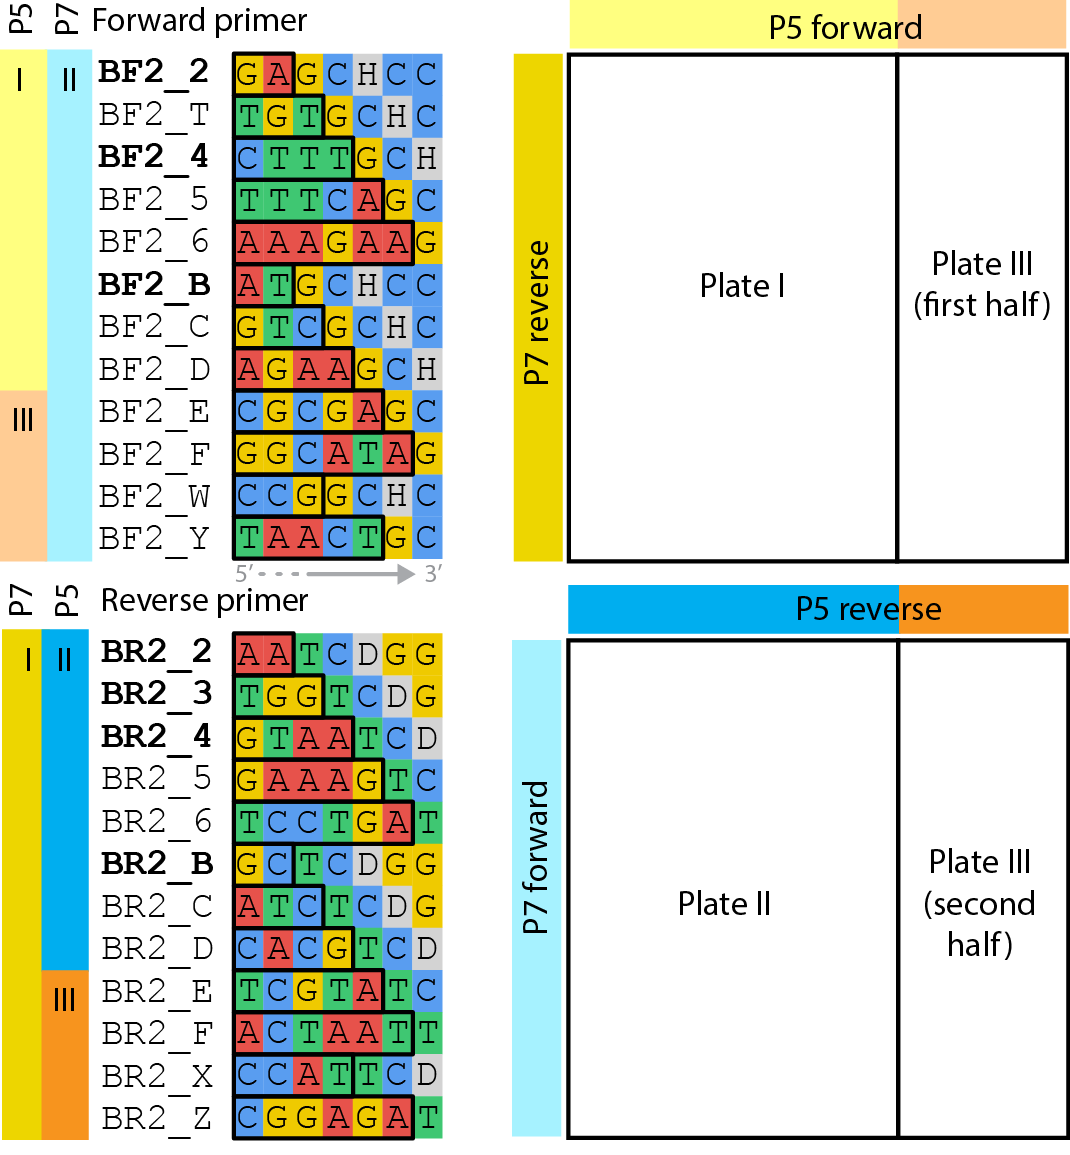 P5 P7 Forward primer
I II BF2_2 GAGCHCC
BF2_T TGTGCHC
BF2_4 CTTTGCH
BF2_5 TTTCAGC
BF2_6 AAAGAAG
BF2_B ATGCHCC
BF2_C GTCGCHC
BF2_D AGAAGCH
III BF2_E CGCGAGC
BF2_F GGCATAG
BF2_W CCGGCHC
BF2_Y TAACTGC
5′ 3′
P7 P5 Reverse primer
I II BR2_2 AATCDGG
BR2_3 TGGTCDG
BR2_4 GTAATCD
BR2_5 GAAAGTC
BR2_6 TCCTGAT
BR2_B GCTCDGG
BR2_C ATCTCDG
BR2_D CACGTCD
III BR2_E TCGTATC
BR2_F ACTAATT
BR2_X CCATTCD
BR2_Z CGGAGAT
P5 forward
P7 reverse
Plate I
Plate III
(first half)
P5 reverse
P7 forward
Plate II
Plate III
(second
half)